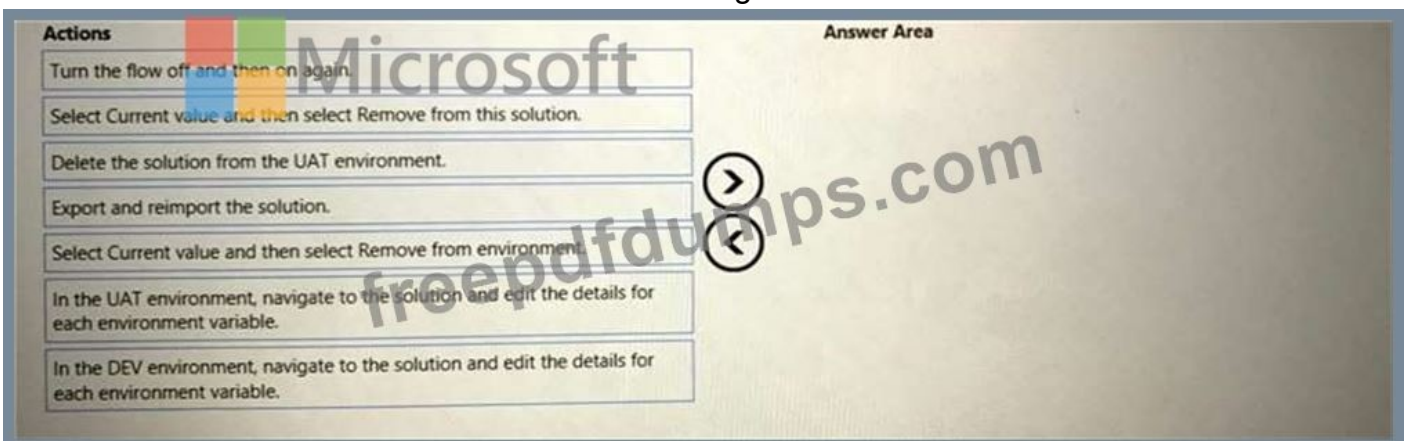 Actions
Answer Area
Microsoft
Turn the flow off and then on again.
Select Current value and then select Remove from this solution.
Delete the solution from the UAT environment.
Export and reimport the solution.
Select Current value and then select Remove from environment.
In the UAT environment, navigate to the solution and edit the details for
each environment variable.
In the DEV environment, navigate to the solution and edit the details for
each environment variable.
freepdfdumps.com